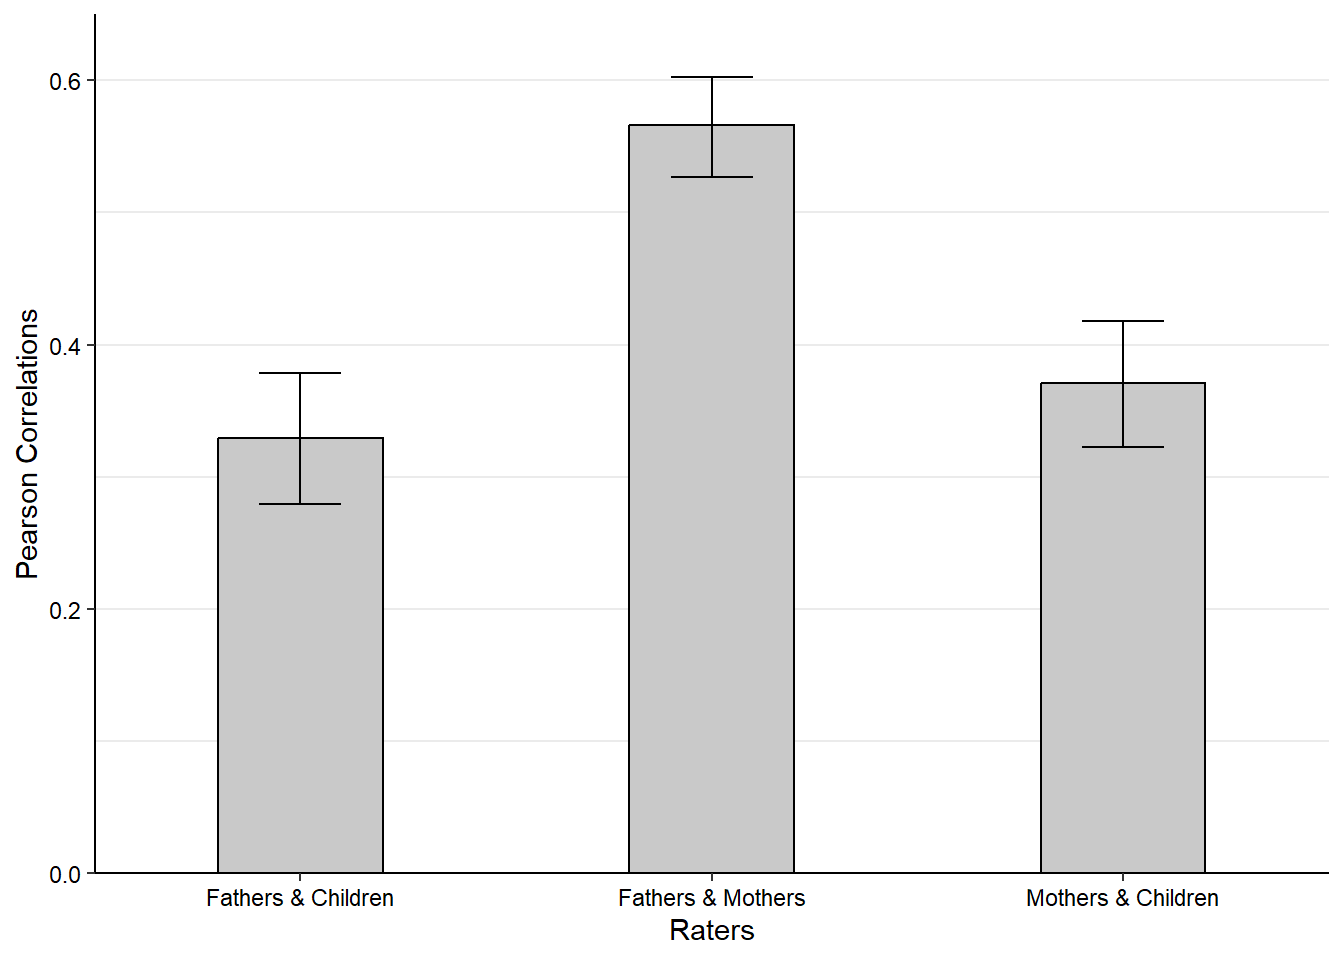 Pearson Correlations
0.6
0.4
0.2
0.0
Fathers & Children
Fathers & Mothers
Mothers & Children
Raters